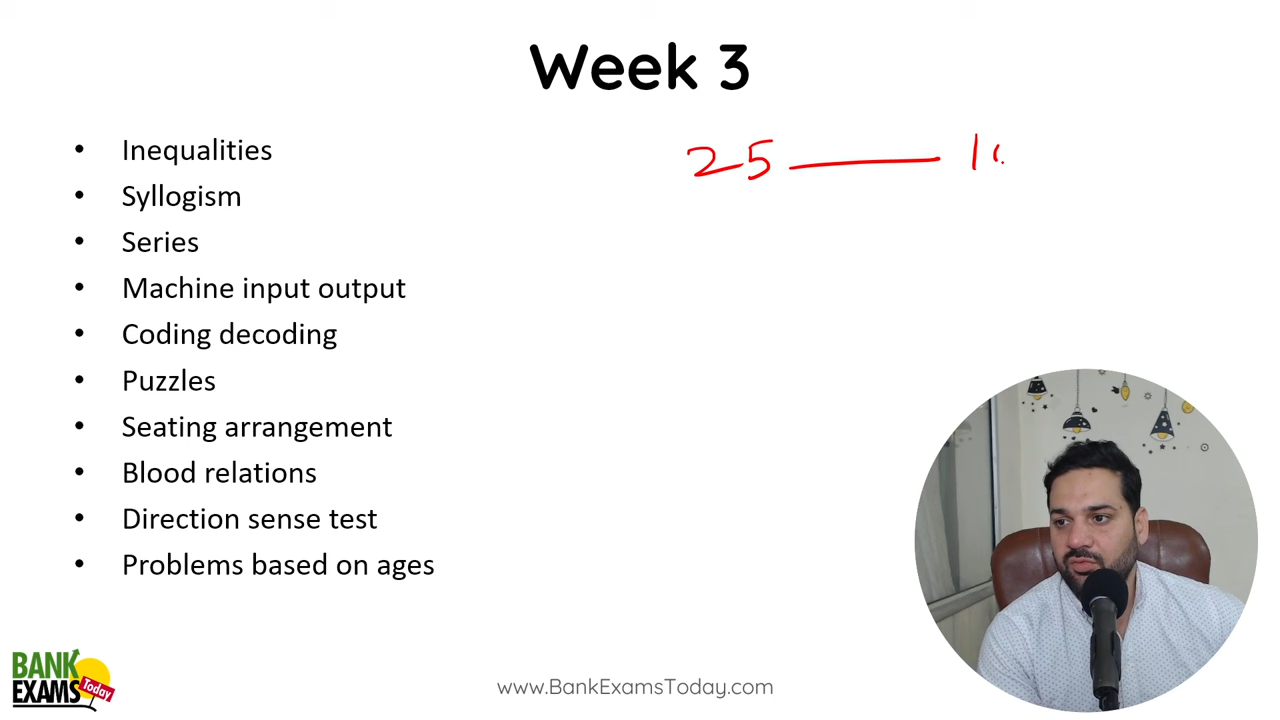 Week 3
• Inequalities
• Syllogism
• Series
• Machine input output
• Coding decoding
• Puzzles
• Seating arrangement
• Blood relations
• Direction sense test
• Problems based on ages
25 —
BANK
EXAMS
Today
www.BankExamsToday.com